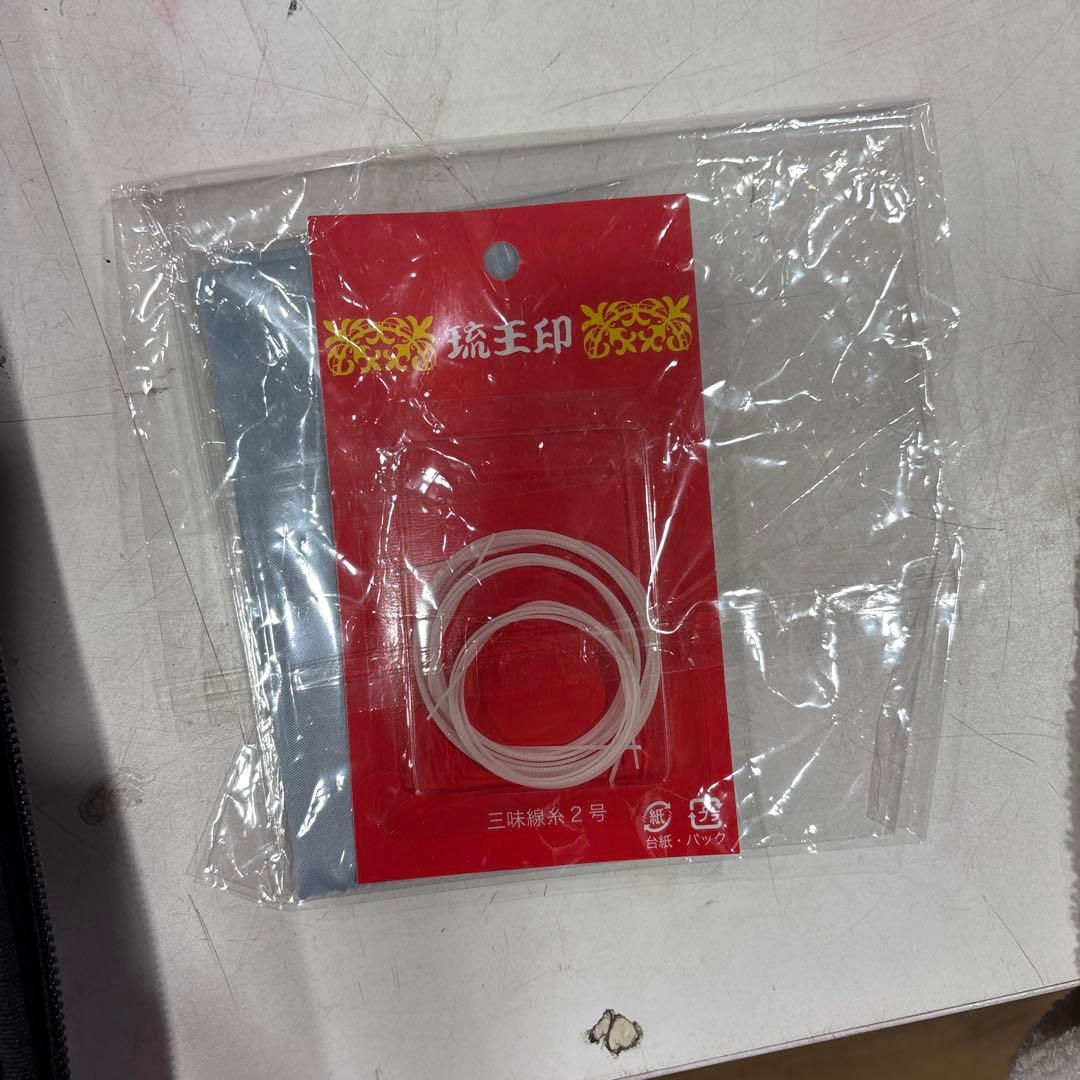 琉王印
三味線糸2号
紙 プラ
台紙・パック